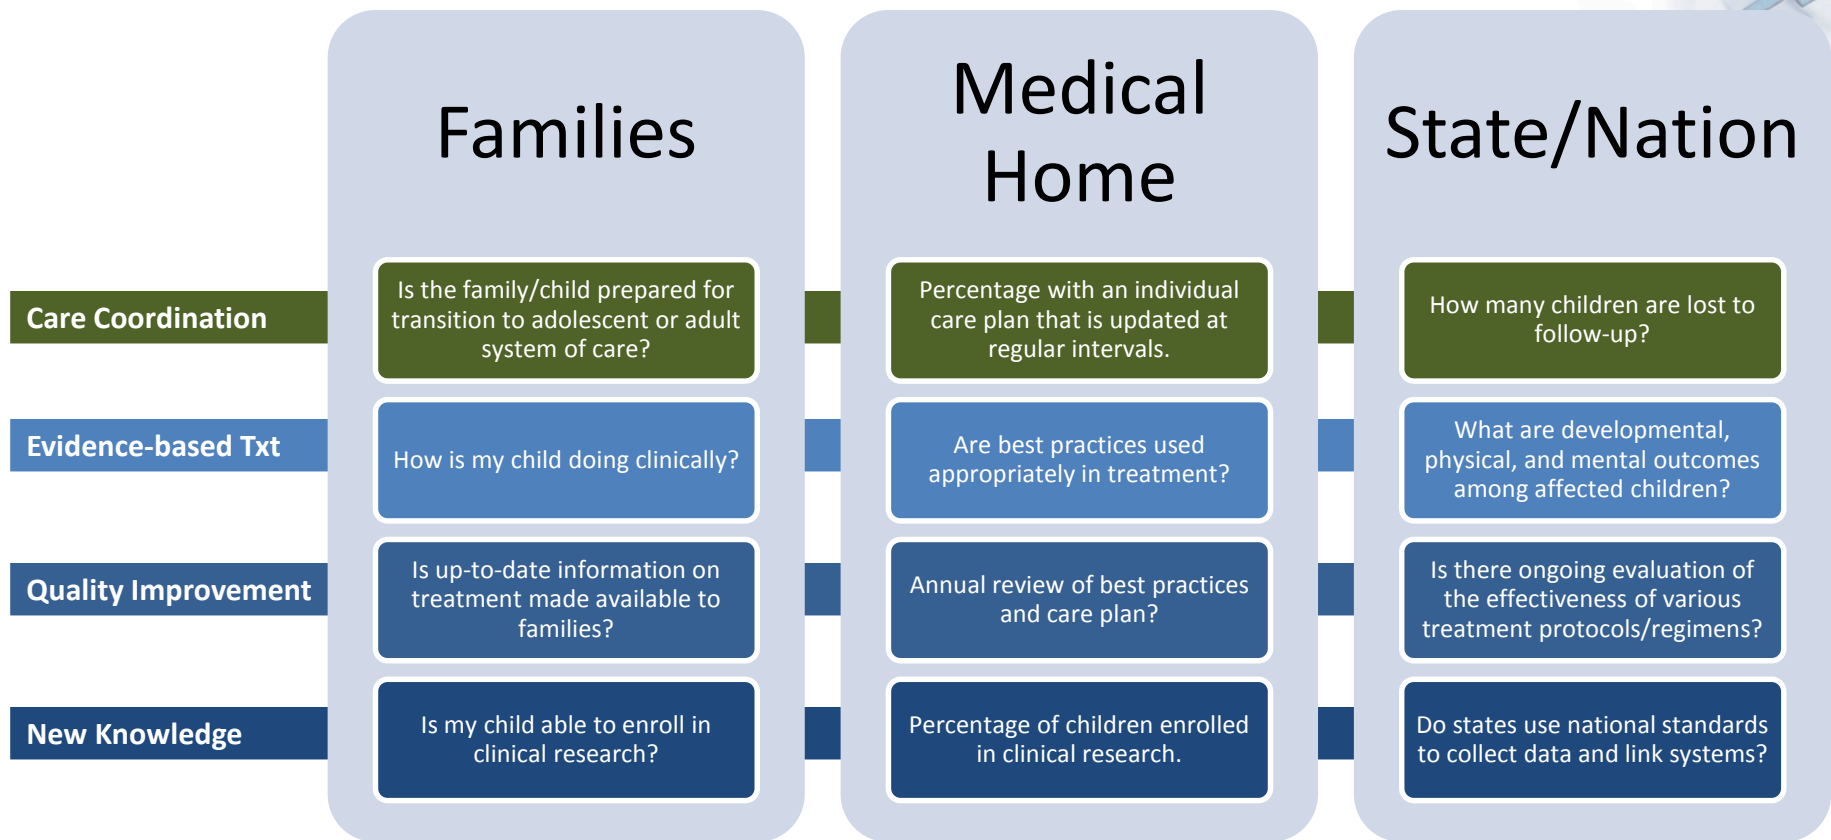 Families
Medical
Home
State/Nation
Care Coordination
Is the family/child prepared for
transition to adolescent or adult
system of care?
Percentage with an individual
care plan that is updated at
regular intervals.
How many children are lost to
follow-up?
Evidence-based Txt
How is my child doing clinically?
Are best practices used
appropriately in treatment?
What are developmental,
physical, and mental outcomes
among affected children?
Quality Improvement
Is up-to-date information on
treatment made available to
families?
Annual review of best practices
and care plan?
Is there ongoing evaluation of
the effectiveness of various
treatment protocols/regimens?
New Knowledge
Is my child able to enroll in
clinical research?
Percentage of children enrolled
in clinical research.
Do states use national standards
to collect data and link systems?